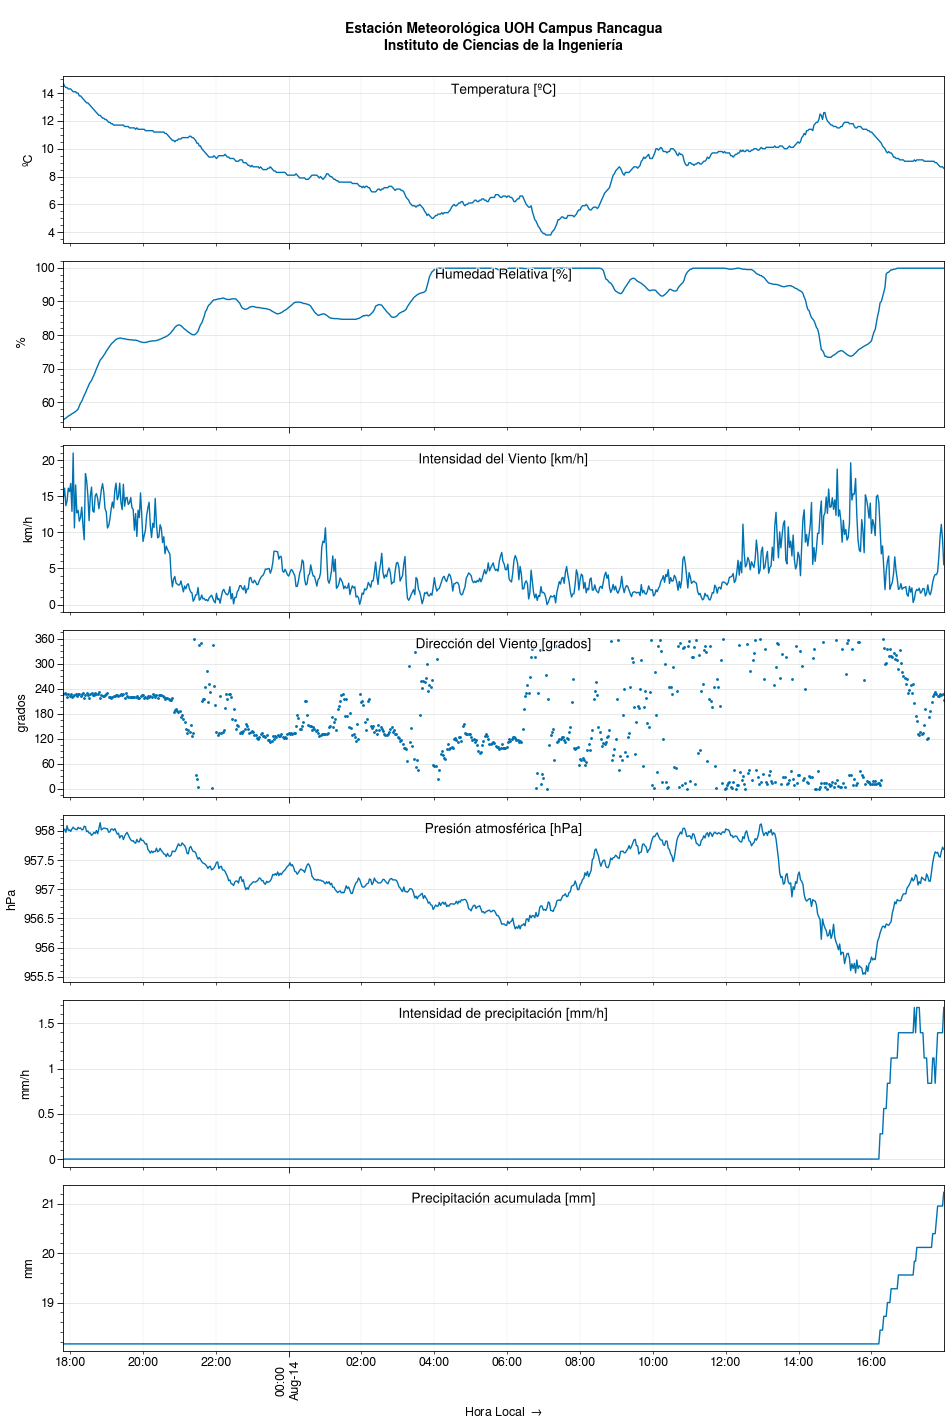 Estación Meteorológica UOH Campus Rancagua
Instituto de Ciencias de la Ingeniería
Temperatura [ºC]
ºC
14
12
10
8
6
4
Humedad Relativa [%]
%
100
90
80
70
60
Intensidad del Viento [km/h]
km/h
20
15
10
5
0
Dirección del Viento [grados]
grados
360
300
240
180
120
60
0
Presión atmosférica [hPa]
hPa
958
957.5
957
956.5
956
955.5
Intensidad de precipitación [mm/h]
mm/h
1.5
1
0.5
0
Precipitación acumulada [mm]
mm
21
20
19
18:00 20:00 22:00 00:00 02:00 04:00 06:00 08:00 10:00 12:00 14:00 16:00
Aug-14
Hora Local →